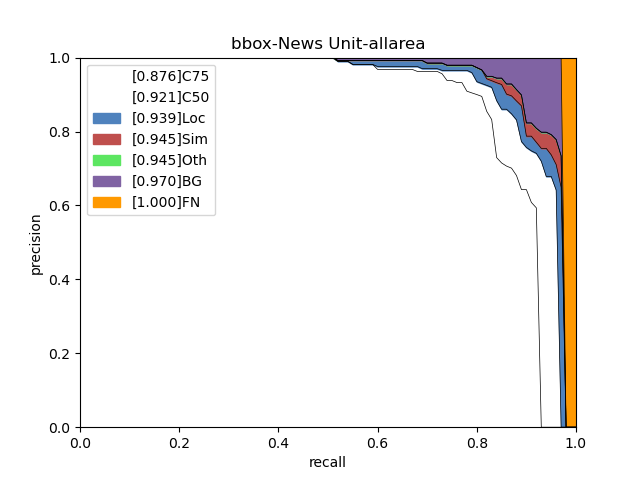 bbox-News Unit-allarea
[0.876]C75
[0.921]C50
[0.939]Loc
[0.945]Sim
[0.945]Oth
[0.970]BG
[1.000]FN
precision
1.0
0.8
0.6
0.4
0.2
0.0
0.0 0.2 0.4 0.6 0.8 1.0
recall